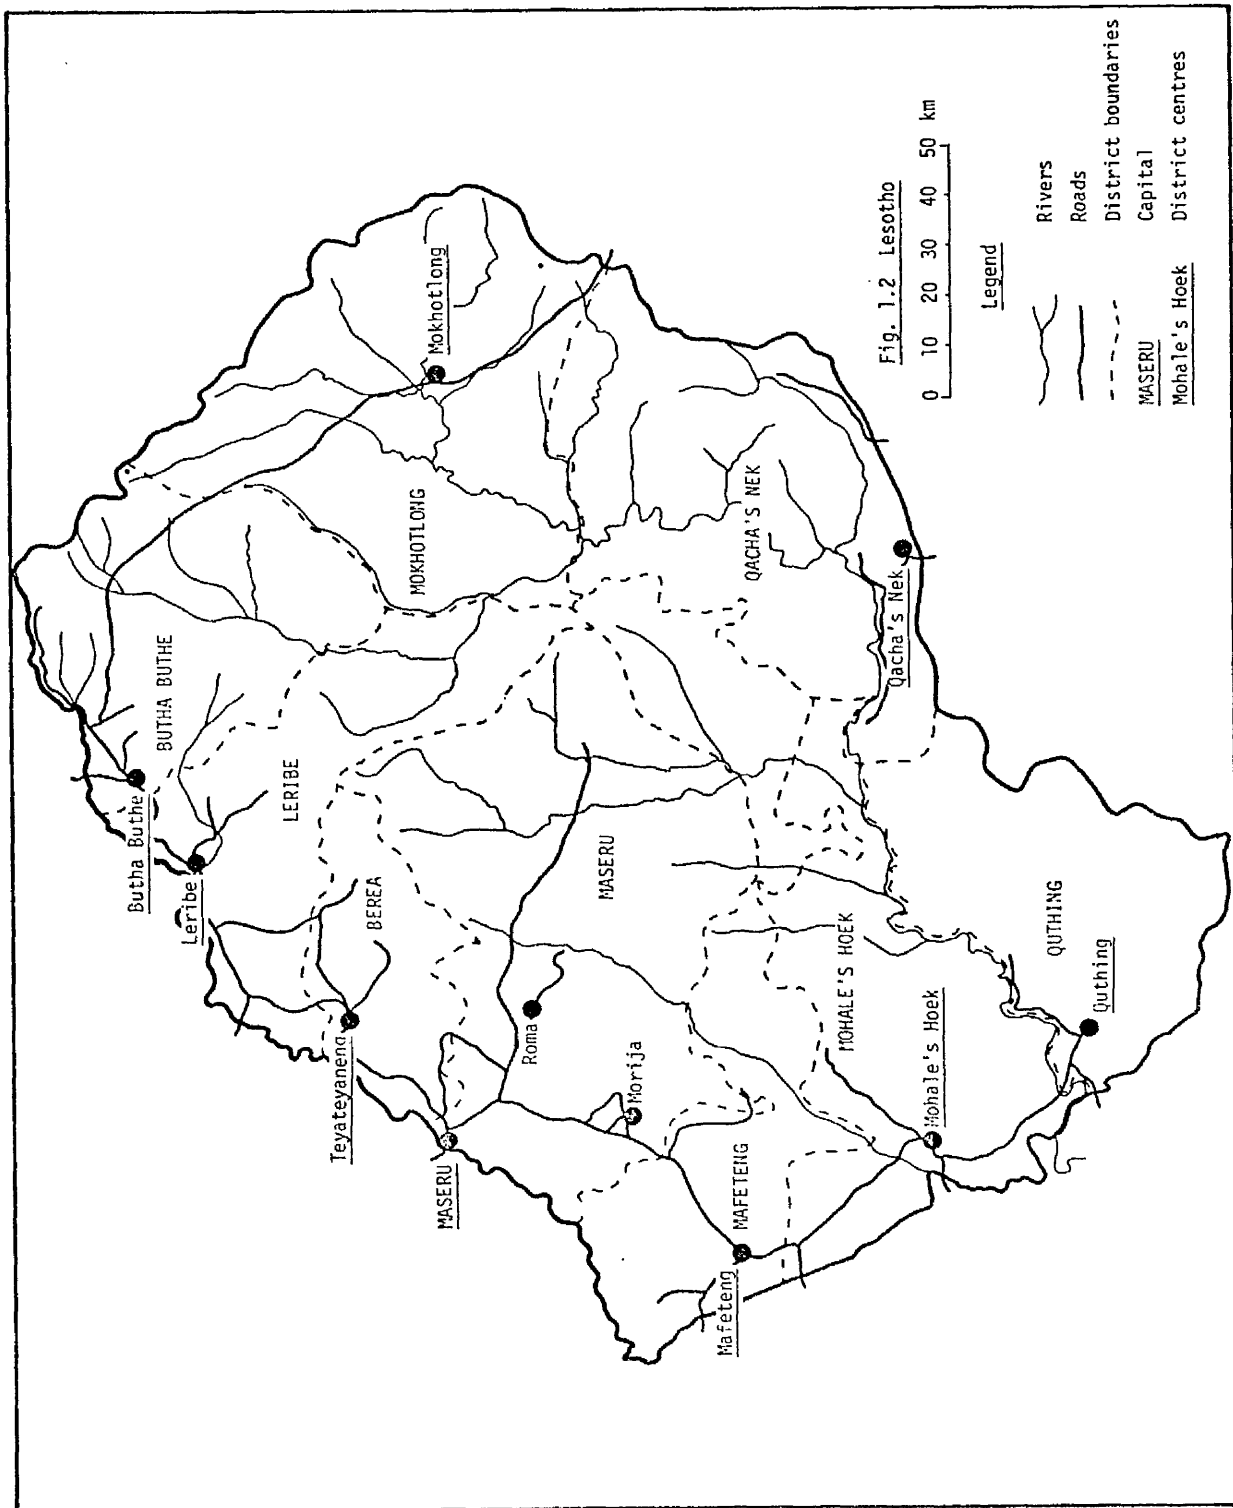 Butha Buthe
BUTHA BUTHE
Leribe
LERIBE
Teyateyaneng
BEREA
MASERU
Roma
MASERU
Morija
Mokhotlong
MOKHOTLONG
Mafeteng
MAFETENG
MOHALE'S HOEK
Mohale's Hoek
QACHA'S NEK
Qacha's Nek
QUTHING
Quthing
Fig. 1.2 Lesotho
0 10 20 30 40 50 km
Legend
Rivers
Roads
District boundaries
MASERU Capital
Mohale's Hoek District centres